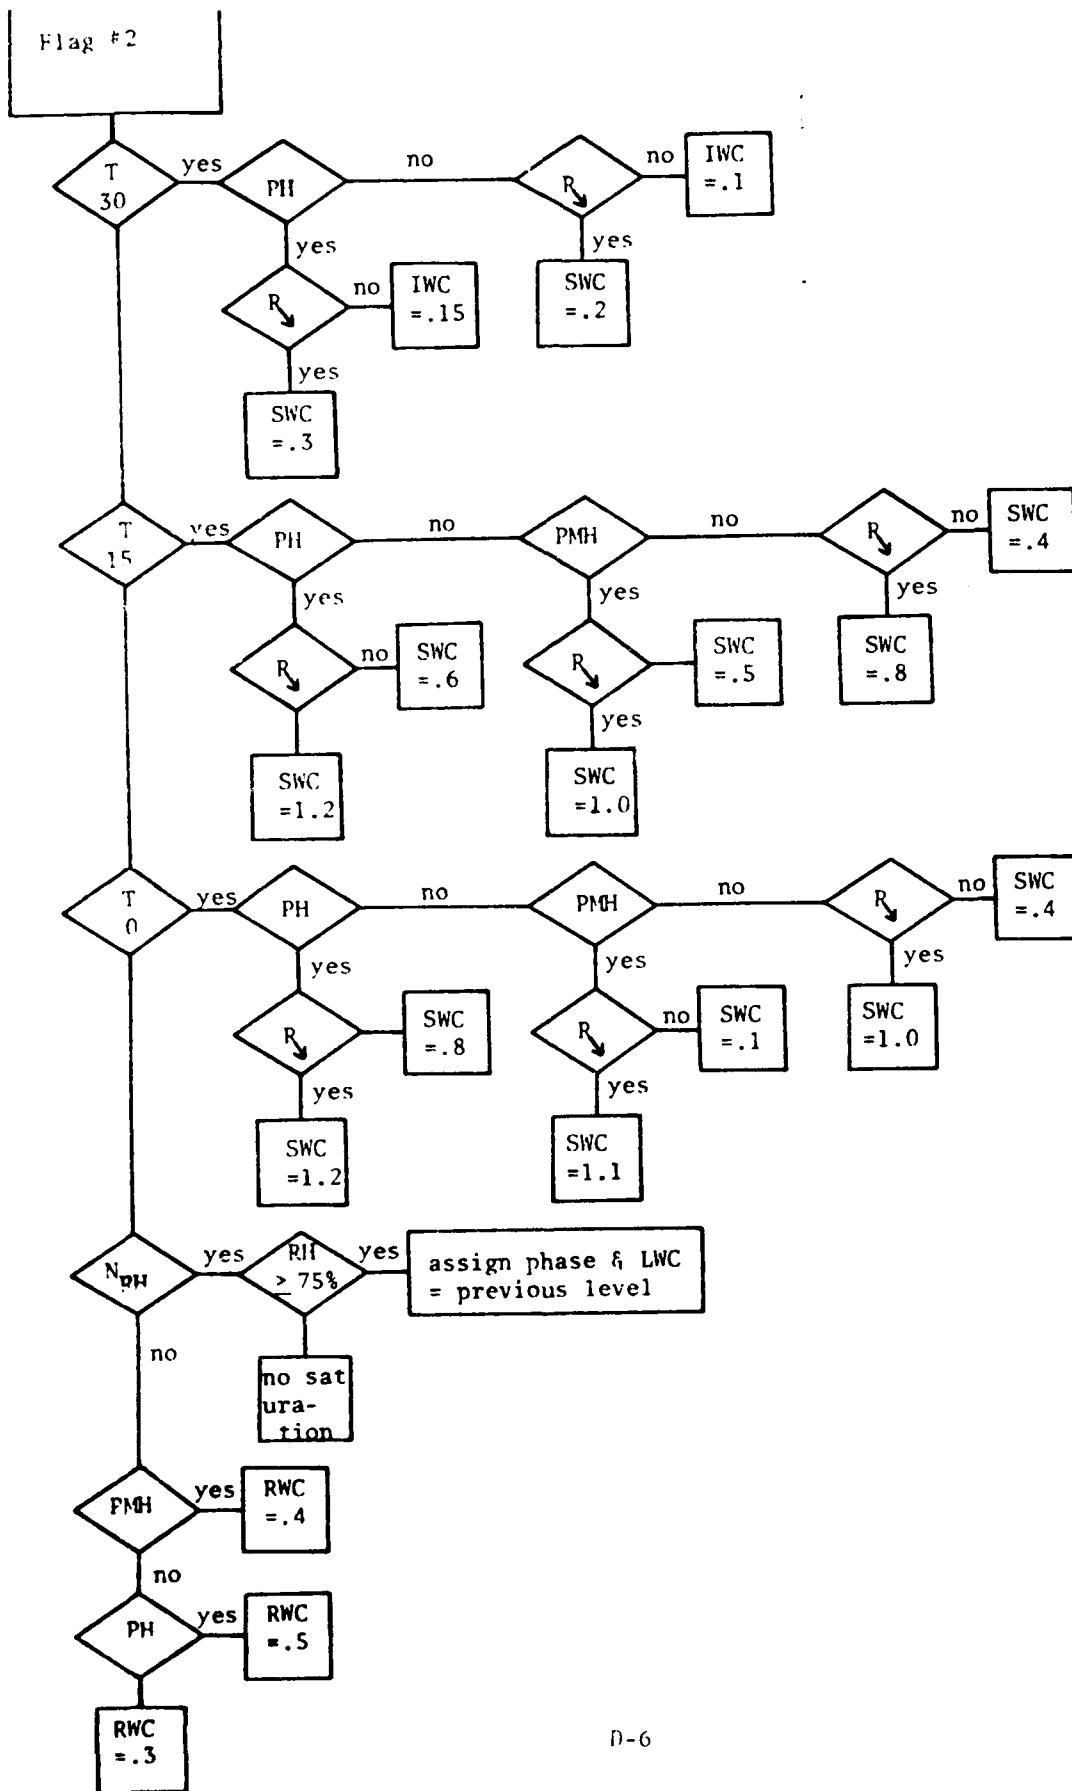 Flag #2
T
30
yes
PH
no
R
no
IWC
=.1
yes
yes
R
no
IWC
=.15
SWC
=.2
yes
SWC
=.3
T
15
yes
PH
no
PMH
no
R
no
SWC
=.4
yes
yes
yes
R
no
SWC
=.6
R
SWC
=.5
SWC
=.8
yes
SWC
=1.2
SWC
=1.0
T
0
yes
PH
no
PMH
no
R
no
SWC
=.4
yes
yes
yes
R
SWC
=.8
R
no
SWC
=.1
SWC
=1.0
yes
yes
SWC
=1.2
SWC
=1.1
NPH
yes
RH
≥ 75%
yes
assign phase & LWC
= previous level
no
no sat
ura-
tion
PMH
yes
RWC
=.4
no
PH
yes
RWC
=.5
RWC
=.3
D-6